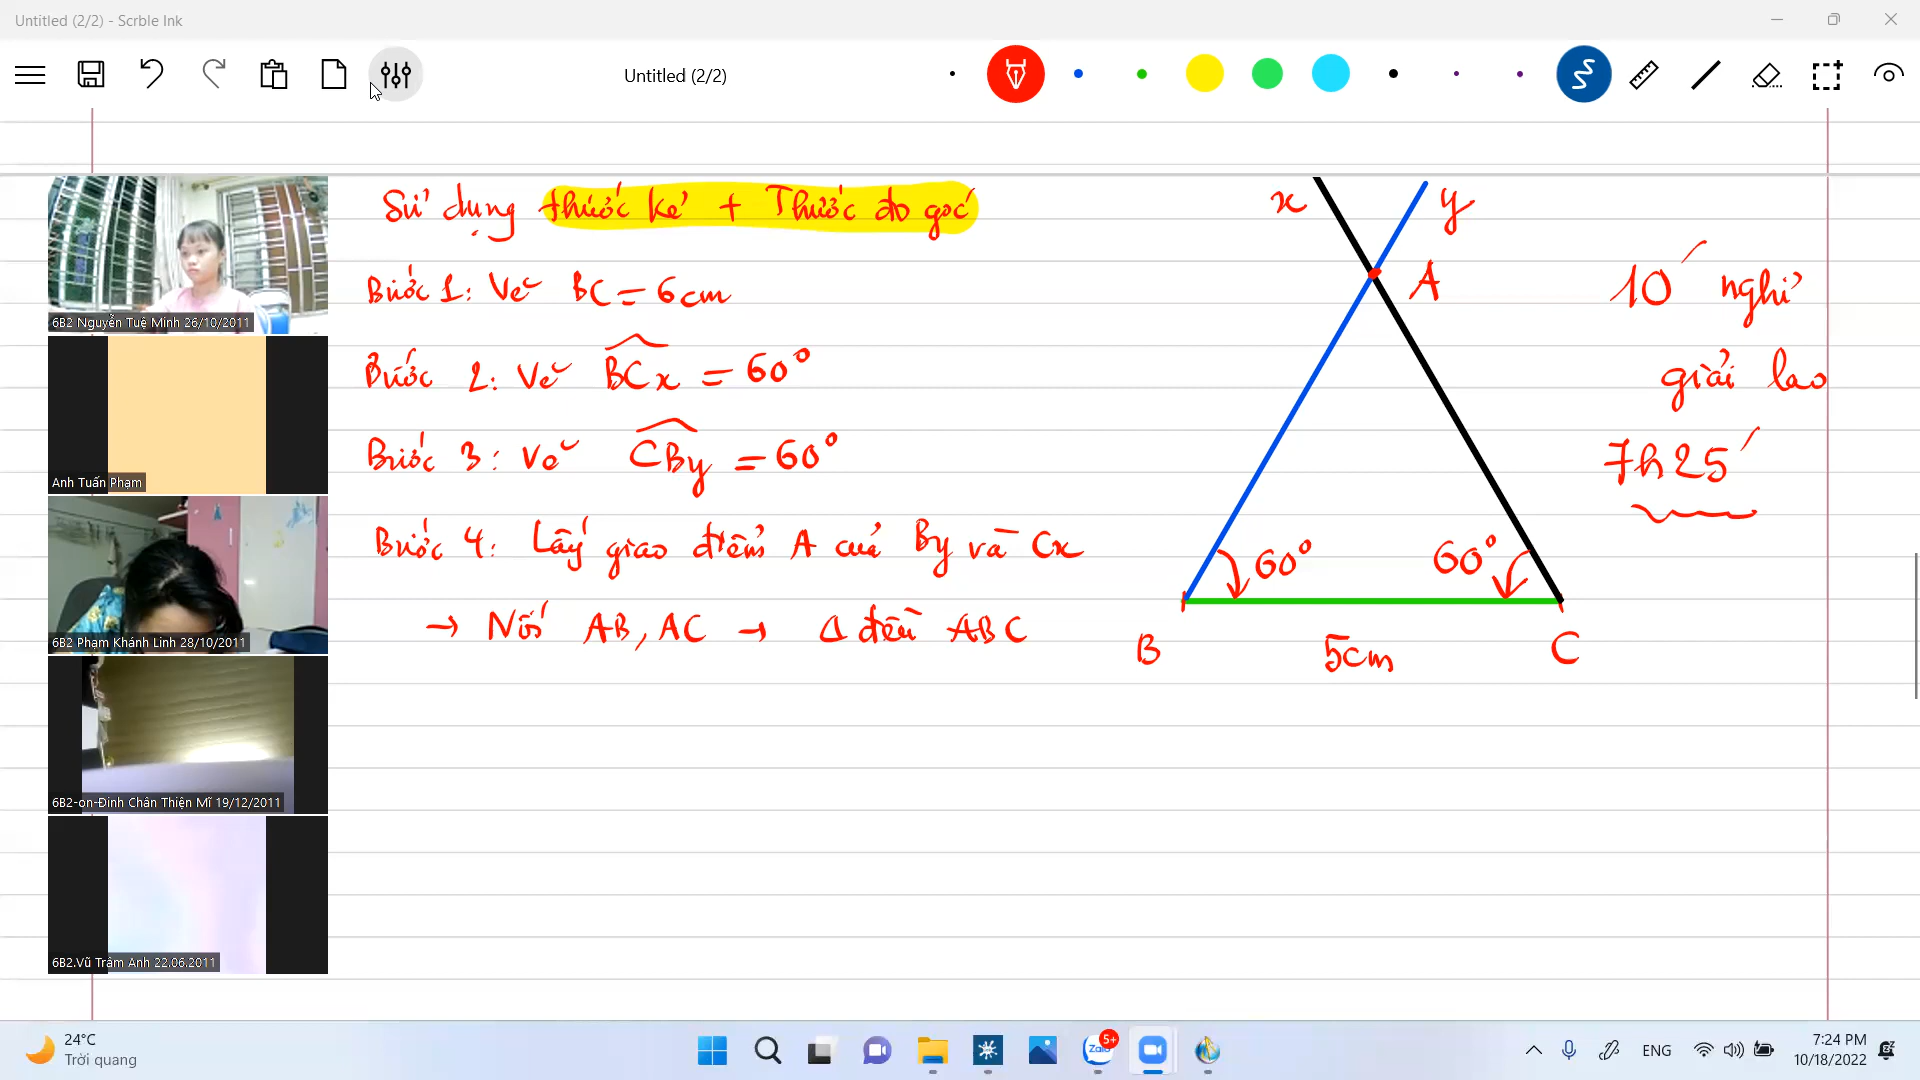 Untitled (2/2) - Scrble Ink
Untitled (2/2)
Sử dụng thước kẻ + Thước đo góc
Bước 1: Vẽ BC = 6cm
Bước 2: Vẽ BCx = 60°
Bước 3: Vẽ CBy = 60°
Bước 4: Lấy giao điểm A của By và Cx
→ Nối AB, AC → Δ đều ABC
x
y
A
60°
60°
B
5cm
C
10' nghỉ
giải lao
7h25'
6B2 Nguyễn Tuệ Minh 26/10/2011
Anh Tuấn Phạm
6B2 Phạm Khánh Linh 28/10/2011
6B2-on-Đinh Chân Thiện Mĩ 19/12/2011
6B2.Vũ Trâm Anh 22.06.2011
24°C
Trời quang
Zalo
5+
ENG
7:24 PM
10/18/2022